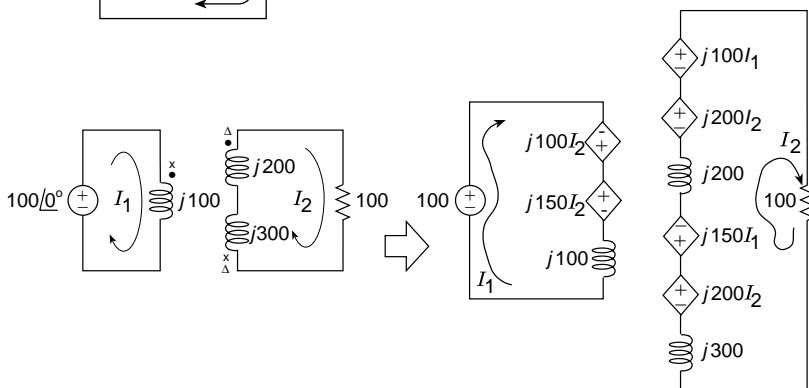 100/0° + − I1 x • j100
Δ • j200
I2 100
j300
x Δ
100 + −
I1
- + j100I2
+ - j150I2
j100
+ − j100I1
+ − j200I2
j200
− + j150I1
+ − j200I2
j300
I2
100